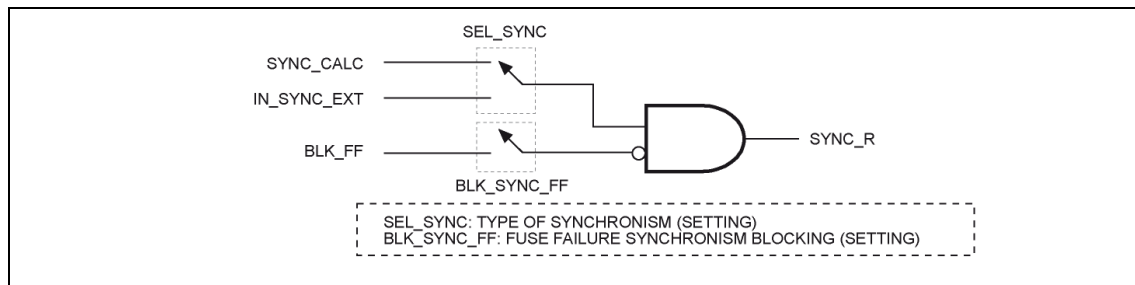 SEL_SYNC
SYNC_CALC
IN_SYNC_EXT
SYNC_R
BLK_FF
BLK_SYNC_FF
SEL_SYNC: TYPE OF SYNCHRONISM (SETTING)
BLK_SYNC_FF: FUSE FAILURE SYNCHRONISM BLOCKING (SETTING)